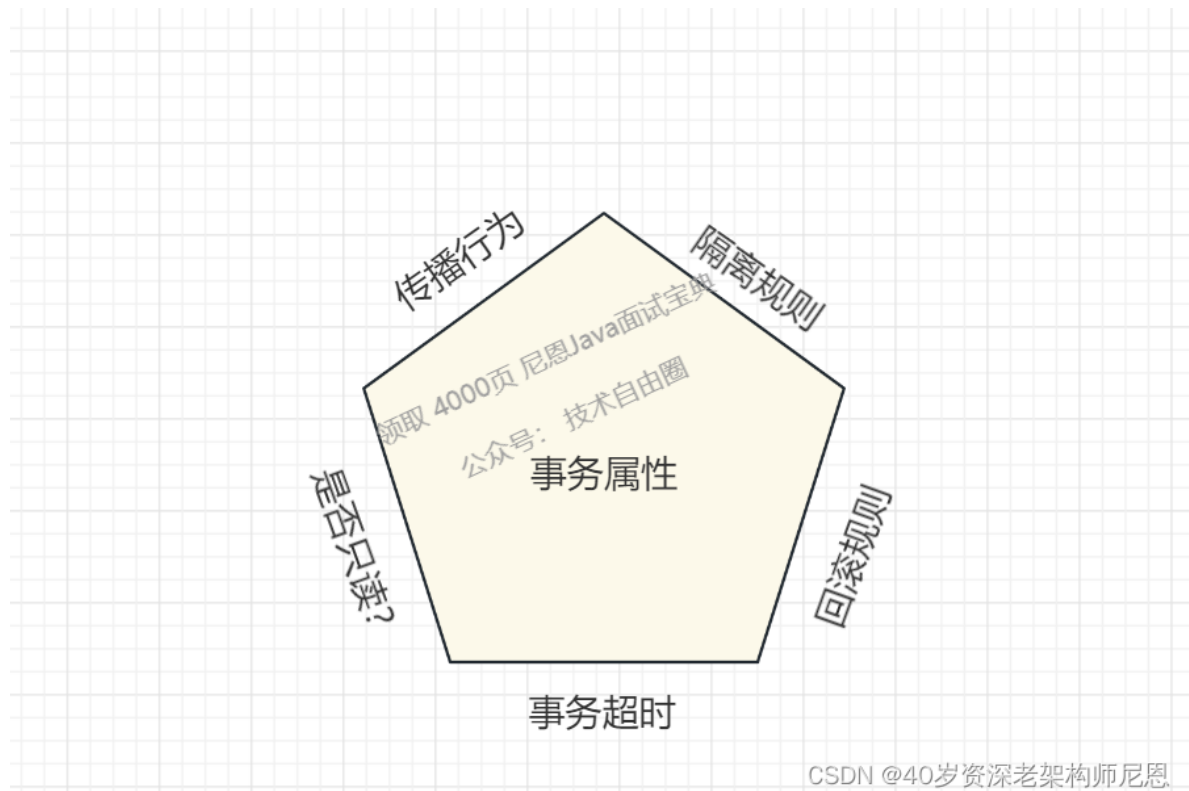 传播行为
隔离规则
领取 4000页 尼恩Java面试宝典
公众号： 技术自由圈
事务属性
是否只读?
回滚规则
事务超时
CSDN @40岁资深老架构师尼恩